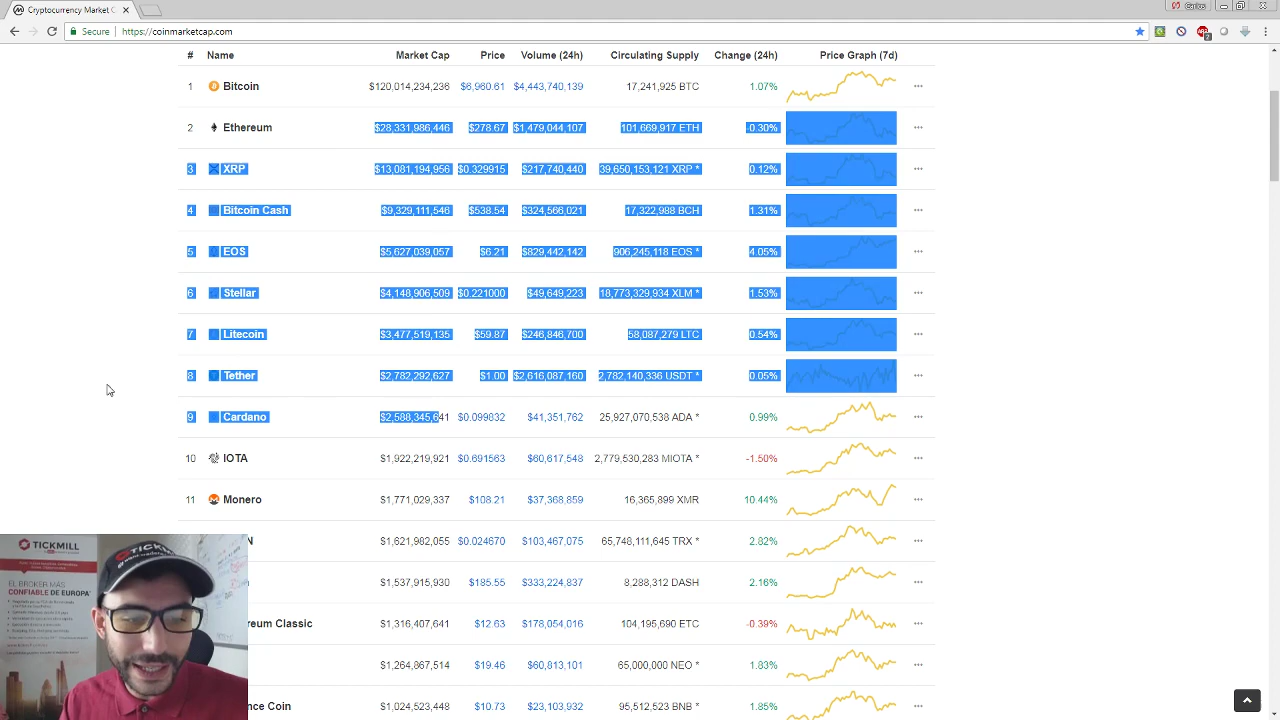 Cryptocurrency Market C
Carlos
Secure
https://coinmarketcap.com
# Name Market Cap Price Volume (24h) Circulating Supply Change (24h) Price Graph (7d)
1 Bitcoin $120,014,234,236 $6,960.61 $4,443,740,139 17,241,925 BTC 1.07%
2 Ethereum $28,331,986,446 $278.67 $1,479,044,107 101,669,917 ETH -0.30%
3 XRP $13,081,194,956 $0.329915 $217,740,440 39,650,153,121 XRP * 0.12%
4 Bitcoin Cash $9,329,111,546 $538.54 $324,566,021 17,322,988 BCH 1.31%
5 EOS $5,627,039,057 $6.21 $829,442,142 906,245,118 EOS * 4.05%
6 Stellar $4,148,906,509 $0.221000 $49,649,223 18,773,329,934 XLM * 1.53%
7 Litecoin $3,477,519,135 $59.87 $246,846,700 58,087,279 LTC 0.54%
8 Tether $2,782,292,627 $1.00 $2,616,087,160 2,782,140,336 USDT * 0.05%
9 Cardano $2,588,345,641 $0.099832 $41,351,762 25,927,070,538 ADA * 0.99%
10 IOTA $1,922,219,921 $0.691563 $60,617,548 2,779,530,283 MIOTA * -1.50%
11 Monero $1,771,029,337 $108.21 $37,368,859 16,365,899 XMR 10.44%
N $1,621,982,055 $0.024670 $103,467,075 65,748,111,645 TRX * 2.82%
$1,537,915,930 $185.55 $333,224,837 8,288,312 DASH 2.16%
reum Classic $1,316,407,641 $12.63 $178,054,016 104,195,690 ETC -0.39%
$1,264,867,514 $19.46 $60,813,101 65,000,000 NEO * 1.83%
nce Coin $1,024,523,448 $10.73 $23,103,932 95,512,523 BNB * 1.85%
TICKMILL
EL BROKER MÁS
CONFIABLE DE EUROPA
TICKMILL